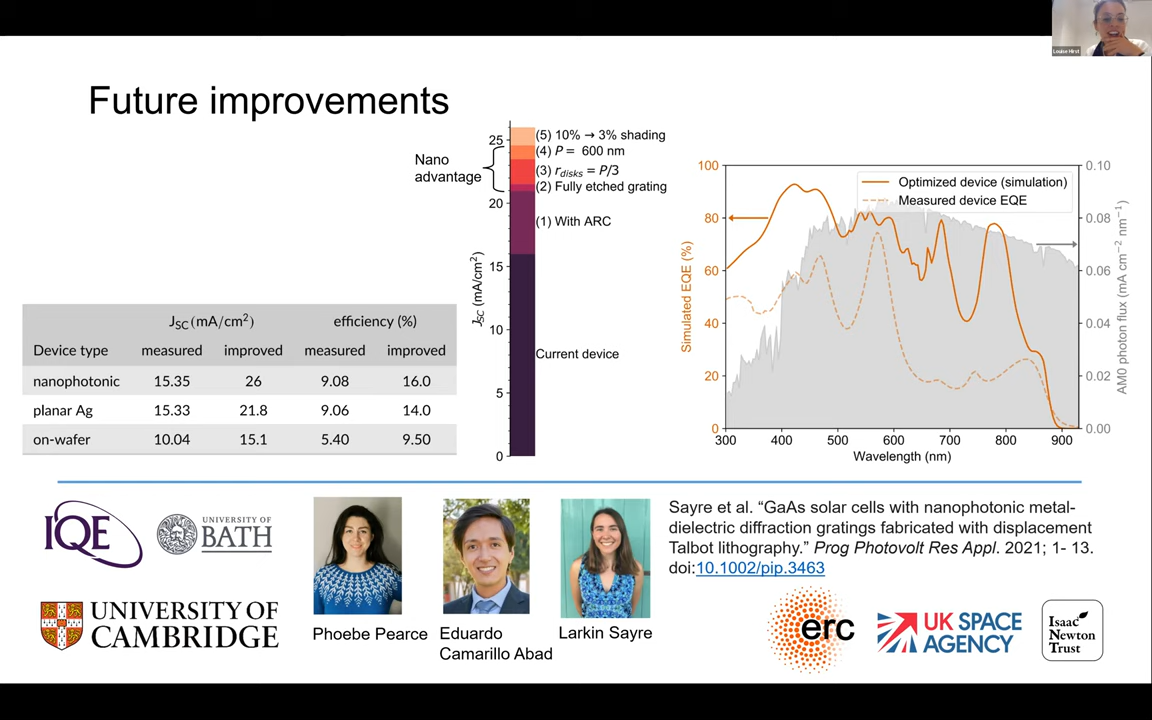 Louise Hirst
Future improvements
25
20
15
10
5
0
J_SC (mA/cm²)
(5) 10% → 3% shading
(4) P = 600 nm
(3) r_disks = P/3
(2) Fully etched grating
(1) With ARC
Current device
Nano
advantage
J_SC (mA/cm²) efficiency (%)
Device type measured improved measured improved
nanophotonic 15.35 26 9.08 16.0
planar Ag 15.33 21.8 9.06 14.0
on-wafer 10.04 15.1 5.40 9.50
100
80
60
40
20
0
Simulated EQE (%)
Optimized device (simulation)
Measured device EQE
0.10
0.08
0.06
0.04
0.02
0.00
AM0 photon flux (mA cm⁻² nm⁻¹)
300 400 500 600 700 800 900
Wavelength (nm)
IQE
UNIVERSITY OF
BATH
UNIVERSITY OF
CAMBRIDGE
Phoebe Pearce
Eduardo
Camarillo Abad
Larkin Sayre
Sayre et al. “GaAs solar cells with nanophotonic metal-
dielectric diffraction gratings fabricated with displacement
Talbot lithography.” Prog Photovolt Res Appl. 2021; 1- 13.
doi:10.1002/pip.3463
erc
UK SPACE
AGENCY
Isaac
Newton
Trust